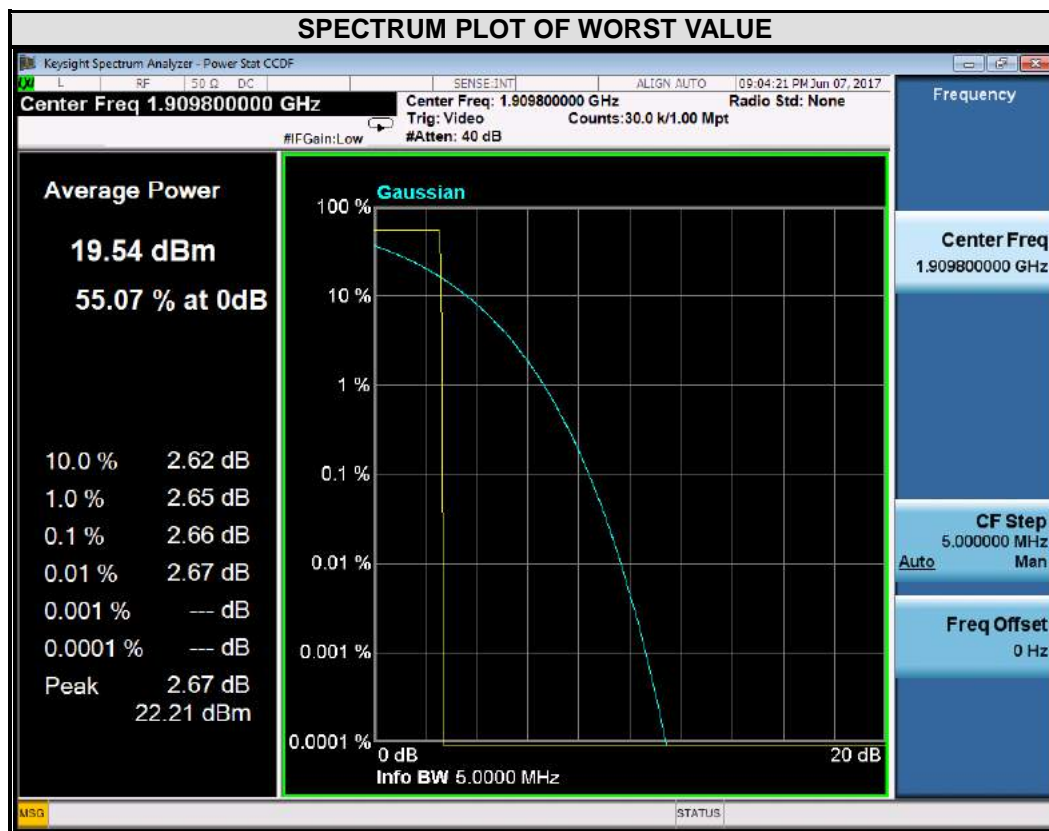 SPECTRUM PLOT OF WORST VALUE
Keysight Spectrum Analyzer - Power Stat CCDF
L RF 50 Ω DC SENSE:INT ALIGN AUTO 09:04:21 PM Jun 07, 2017
Center Freq 1.909800000 GHz
Center Freq: 1.909800000 GHz Radio Std: None
Trig: Video Counts:30.0 k/1.00 Mpt
#IFGain:Low #Atten: 40 dB
Average Power
19.54 dBm
55.07 % at 0dB
10.0 % 2.62 dB
1.0 % 2.65 dB
0.1 % 2.66 dB
0.01 % 2.67 dB
0.001 % --- dB
0.0001 % --- dB
Peak 2.67 dB
22.21 dBm
Gaussian
100 %
10 %
1 %
0.1 %
0.01 %
0.001 %
0.0001 %
0 dB 20 dB
Info BW 5.0000 MHz
Frequency
Center Freq
1.909800000 GHz
CF Step
5.000000 MHz
Auto Man
Freq Offset
0 Hz
MSG STATUS